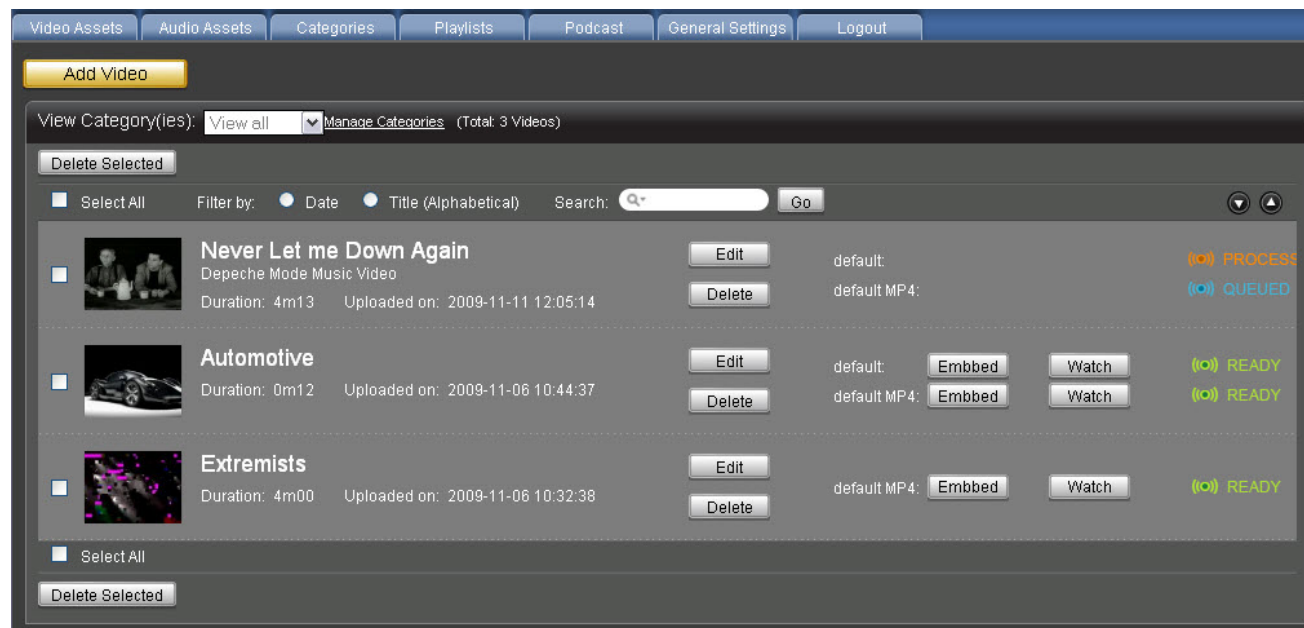 Video Assets Audio Assets Categories Playlists Podcast General Settings Logout
Add Video
View Category(ies): View all Manage Categories (Total: 3 Videos)
Delete Selected
Select All Filter by: Date Title (Alphabetical) Search: Go
Never Let me Down Again
Depeche Mode Music Video
Duration: 4m13 Uploaded on: 2009-11-11 12:05:14
Edit
Delete
default:
default MP4:
PROCESS
QUEUED
Automotive
Duration: 0m12 Uploaded on: 2009-11-06 10:44:37
Edit
Delete
default: Embbed Watch READY
default MP4: Embbed Watch READY
Extremists
Duration: 4m00 Uploaded on: 2009-11-06 10:32:38
Edit
Delete
default MP4: Embbed Watch READY
Select All
Delete Selected